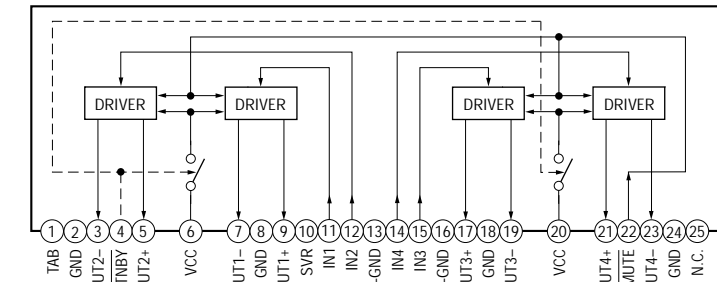 DRIVER
DRIVER
DRIVER
DRIVER
1
2
3
4
5
6
7
8
9
10
11
12
13
14
15
16
17
18
19
20
21
22
23
24
25
TAB
GND
UT2−
TNBY
UT2+
VCC
UT1−
GND
UT1+
SVR
IN1
IN2
-GND
IN4
IN3
-GND
UT3+
GND
UT3−
VCC
UT4+
MUTE
UT4−
GND
N.C.